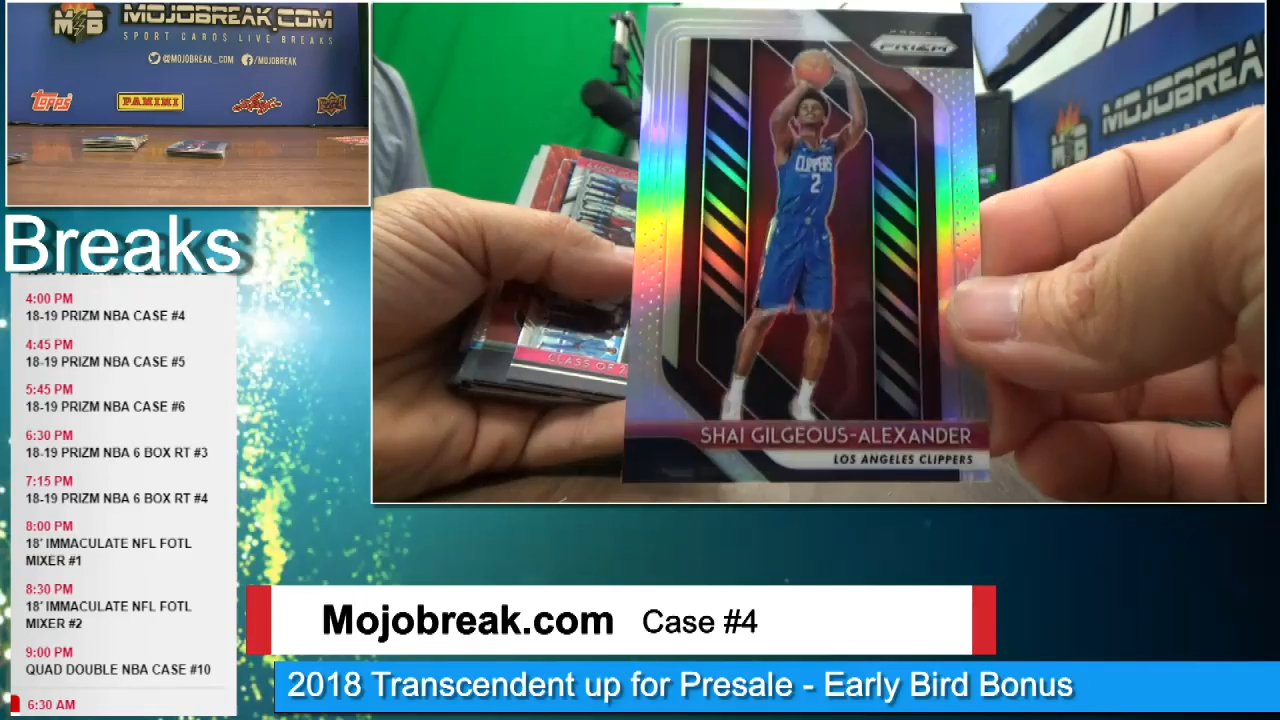 MOJOBREAK.COM
SPORT CARDS LIVE BREAKS
@MOJOBREAK_COM /MOJOBREAK
Topps PANINI Leaf
Breaks
4:00 PM
18-19 PRIZM NBA CASE #4
4:45 PM
18-19 PRIZM NBA CASE #5
5:45 PM
18-19 PRIZM NBA CASE #6
6:30 PM
18-19 PRIZM NBA 6 BOX RT #3
7:15 PM
18-19 PRIZM NBA 6 BOX RT #4
8:00 PM
18' IMMACULATE NFL FOTL
MIXER #1
8:30 PM
18' IMMACULATE NFL FOTL
MIXER #2
9:00 PM
QUAD DOUBLE NBA CASE #10
6:30 AM
PANINI
PRIZM
MOJOBREA
CLIPPERS
2
CLASS OF
SHAI GILGEOUS-ALEXANDER
LOS ANGELES CLIPPERS
Mojobreak.com Case #4
2018 Transcendent up for Presale - Early Bird Bonus